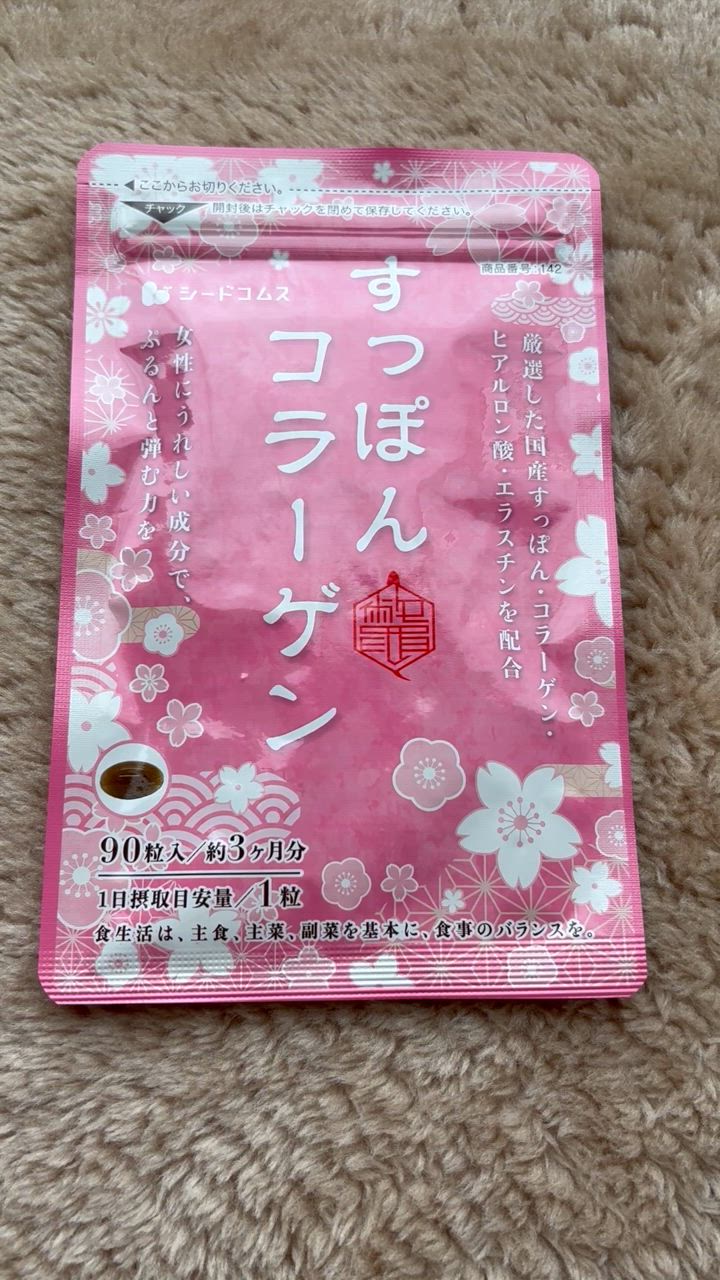 ここからお切りください。
チャック
開封後はチャックを閉めて保存してください。
商品番号:142
シードコムス
厳選した国産すっぽん・コラーゲン・
ヒアルロン酸・エラスチンを配合
すっぽん
コラーゲン
女性にうれしい成分で、
ぷるんと弾む力を
90粒入/約3ヶ月分
1日摂取目安量/1粒
食生活は、主食、主菜、副菜を基本に、食事のバランスを。